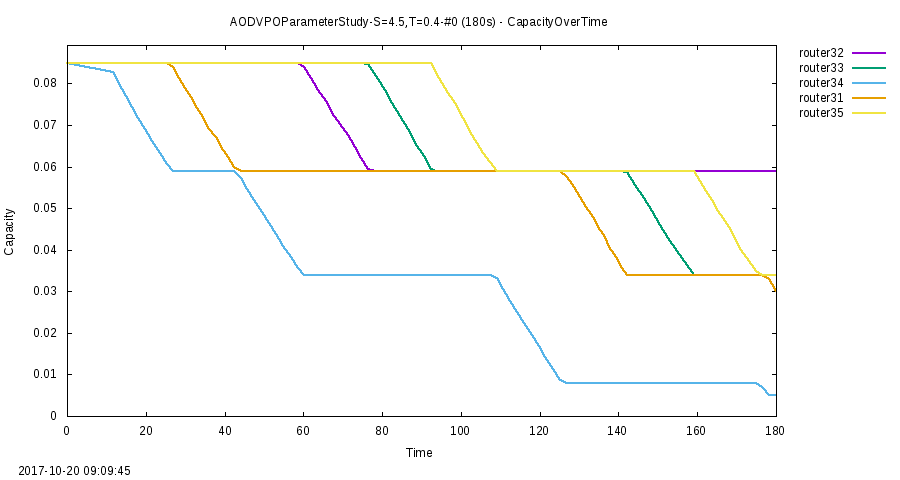 AODVPOParameterStudy-S=4.5,T=0.4-#0 (180s) - CapacityOverTime
router32
router33
router34
router31
router35
0.08
0.07
0.06
0.05
0.04
0.03
0.02
0.01
0
Capacity
0 20 40 60 80 100 120 140 160 180
Time
2017-10-20 09:09:45